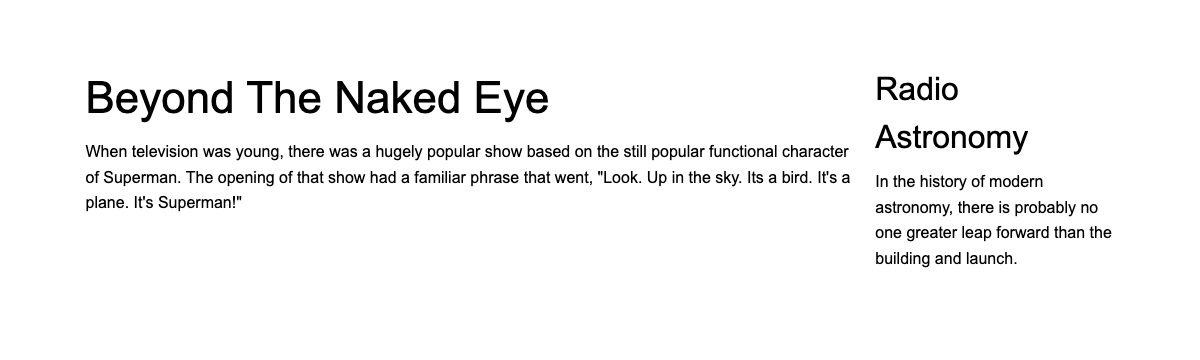 Beyond The Naked Eye
When television was young, there was a hugely popular show based on the still popular functional character
of Superman. The opening of that show had a familiar phrase that went, "Look. Up in the sky. Its a bird. It's a
plane. It's Superman!"
Radio
Astronomy
In the history of modern
astronomy, there is probably no
one greater leap forward than the
building and launch.